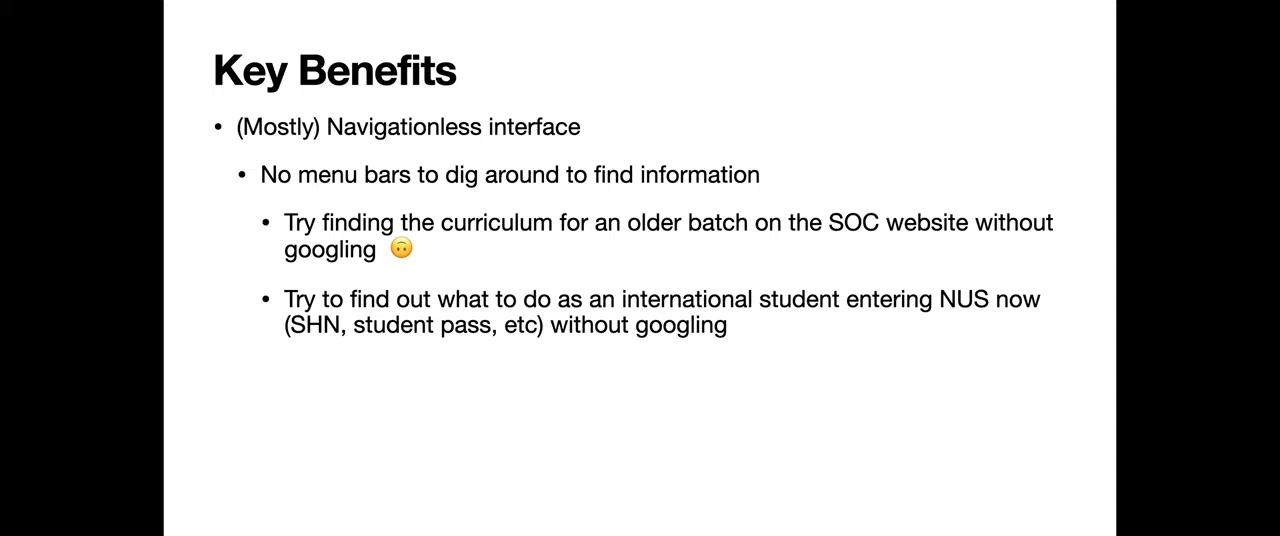 Key Benefits
• (Mostly) Navigationless interface
• No menu bars to dig around to find information
• Try finding the curriculum for an older batch on the SOC website without
googling 🙃
• Try to find out what to do as an international student entering NUS now
(SHN, student pass, etc) without googling